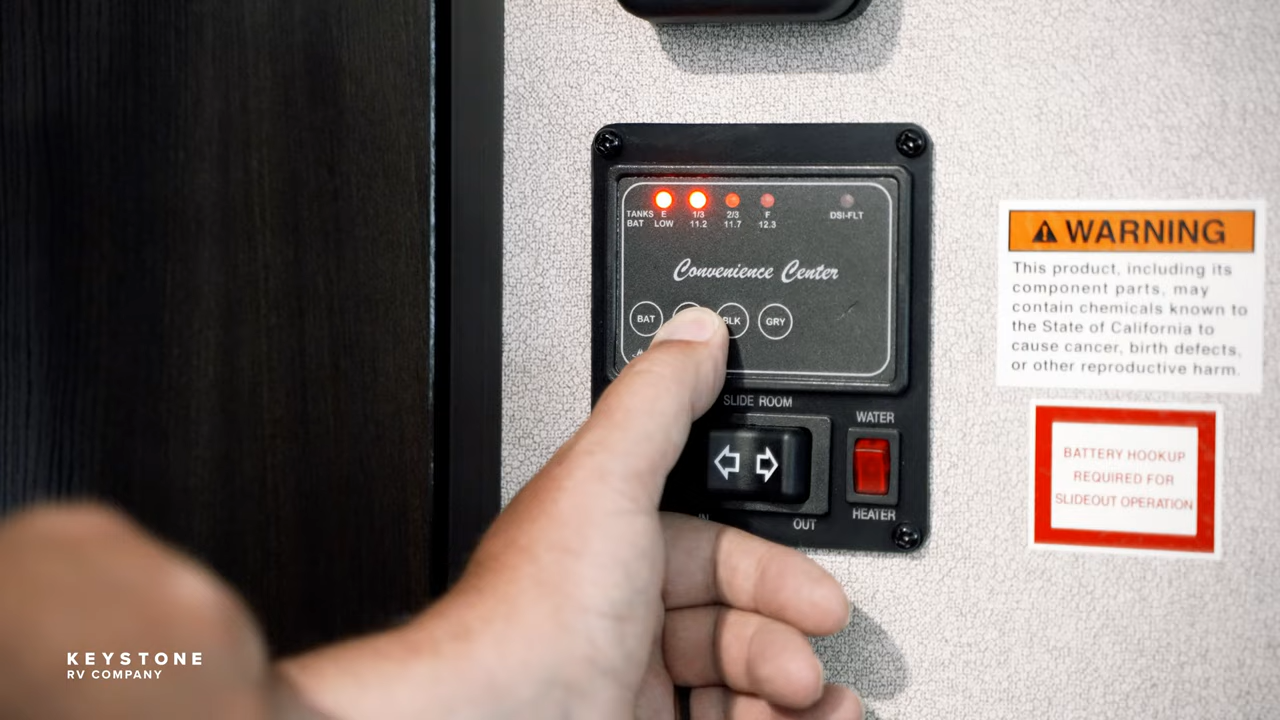 TANKS E 1/3 2/3 F DSI-FLT
BAT LOW 11.2 11.7 12.3
Convenience Center
BAT BLK GRY
SLIDE ROOM
WATER
IN OUT
HEATER
WARNING
This product, including its
component parts, may
contain chemicals known to
the State of California to
cause cancer, birth defects,
or other reproductive harm.
BATTERY HOOKUP
REQUIRED FOR
SLIDEOUT OPERATION
KEYSTONE
RV COMPANY